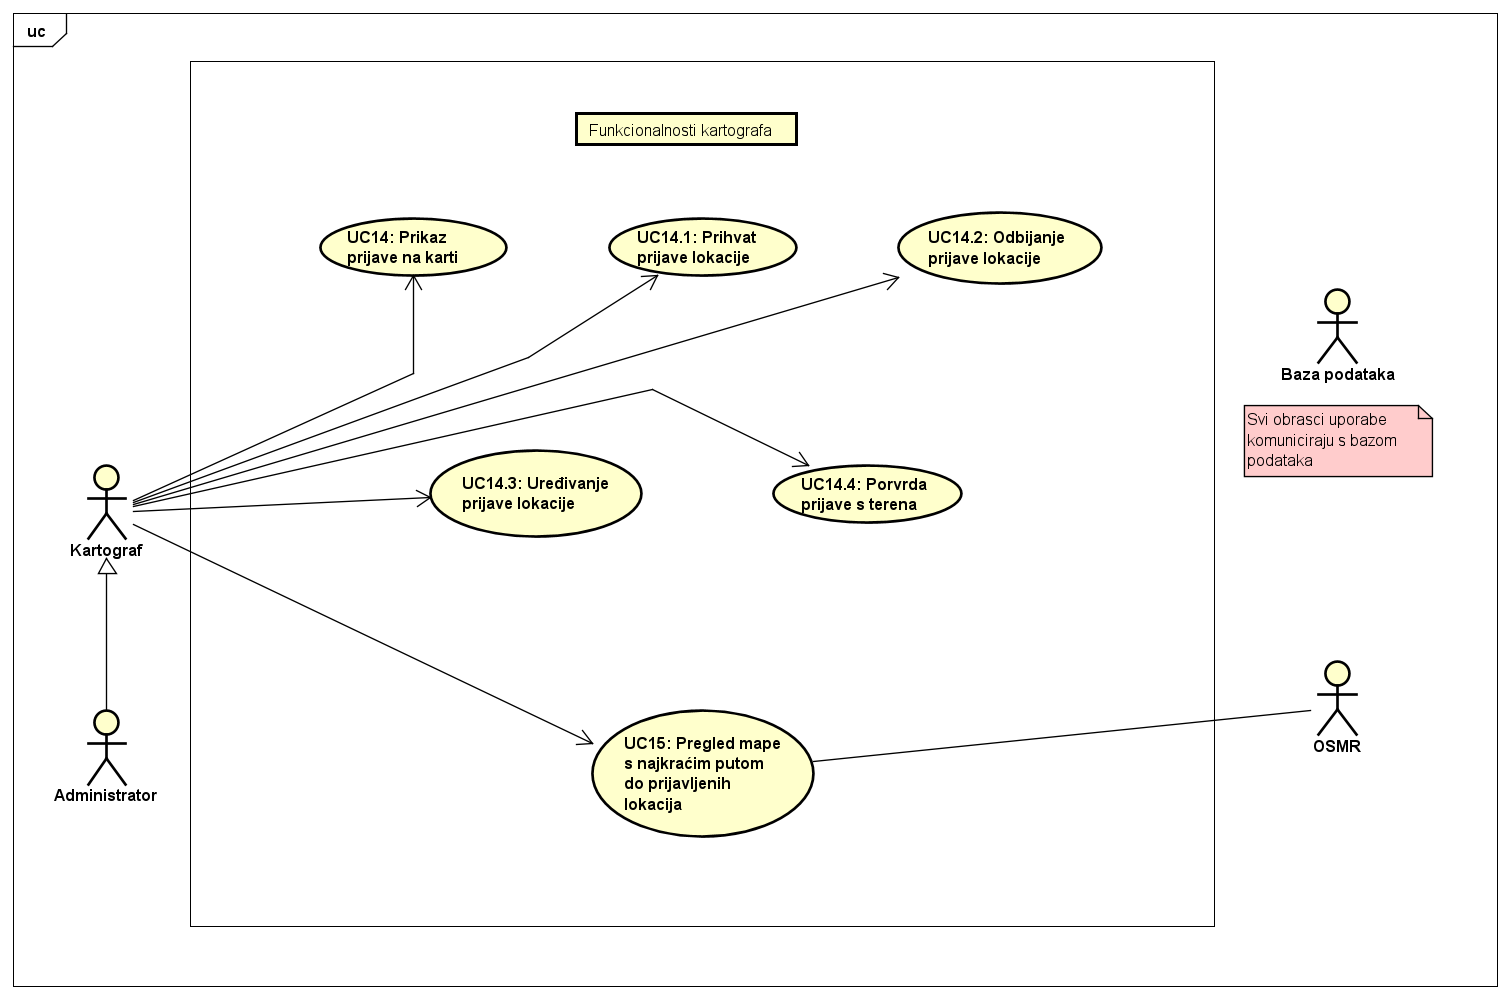 uc
Funkcionalnosti kartografa
UC14: Prikaz
prijave na karti
UC14.1: Prihvat
prijave lokacije
UC14.2: Odbijanje
prijave lokacije
Baza podataka
Svi obrasci uporabe
komuniciraju s bazom
podataka
UC14.3: Uređivanje
prijave lokacije
UC14.4: Porvrda
prijave s terena
Kartograf
Administrator
UC15: Pregled mape
s najkraćim putom
do prijavljenih
lokacija
OSMR